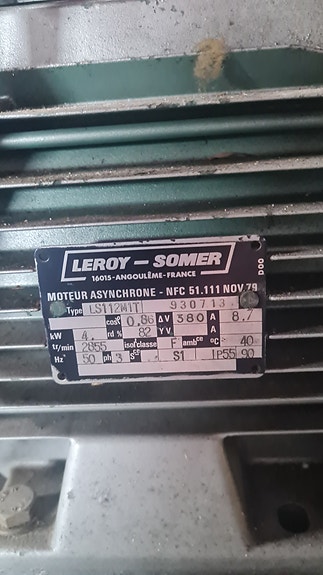 LEROY-SOMER
16015-ANGOULÊME-FRANCE
MOTEUR ASYNCHRONE - NFC 51.111 NOV.79
Type LS112M1T 930713
cosφ 0,86 ΔV 380 A 8,7
kW 4 rd% 82 YV A
tr/min 2855 isol classe F amb ce °C 40
Hz 50 ph 3 S ce S1 IP55 90